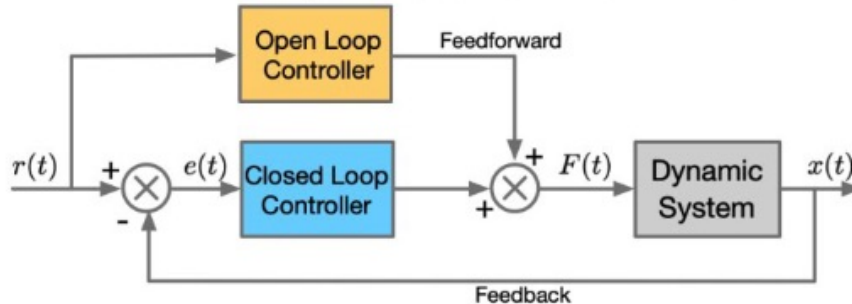 Open Loop
Controller
Feedforward
r(t)
+
-
e(t)
Closed Loop
Controller
+
+
F(t)
Dynamic
System
x(t)
Feedback